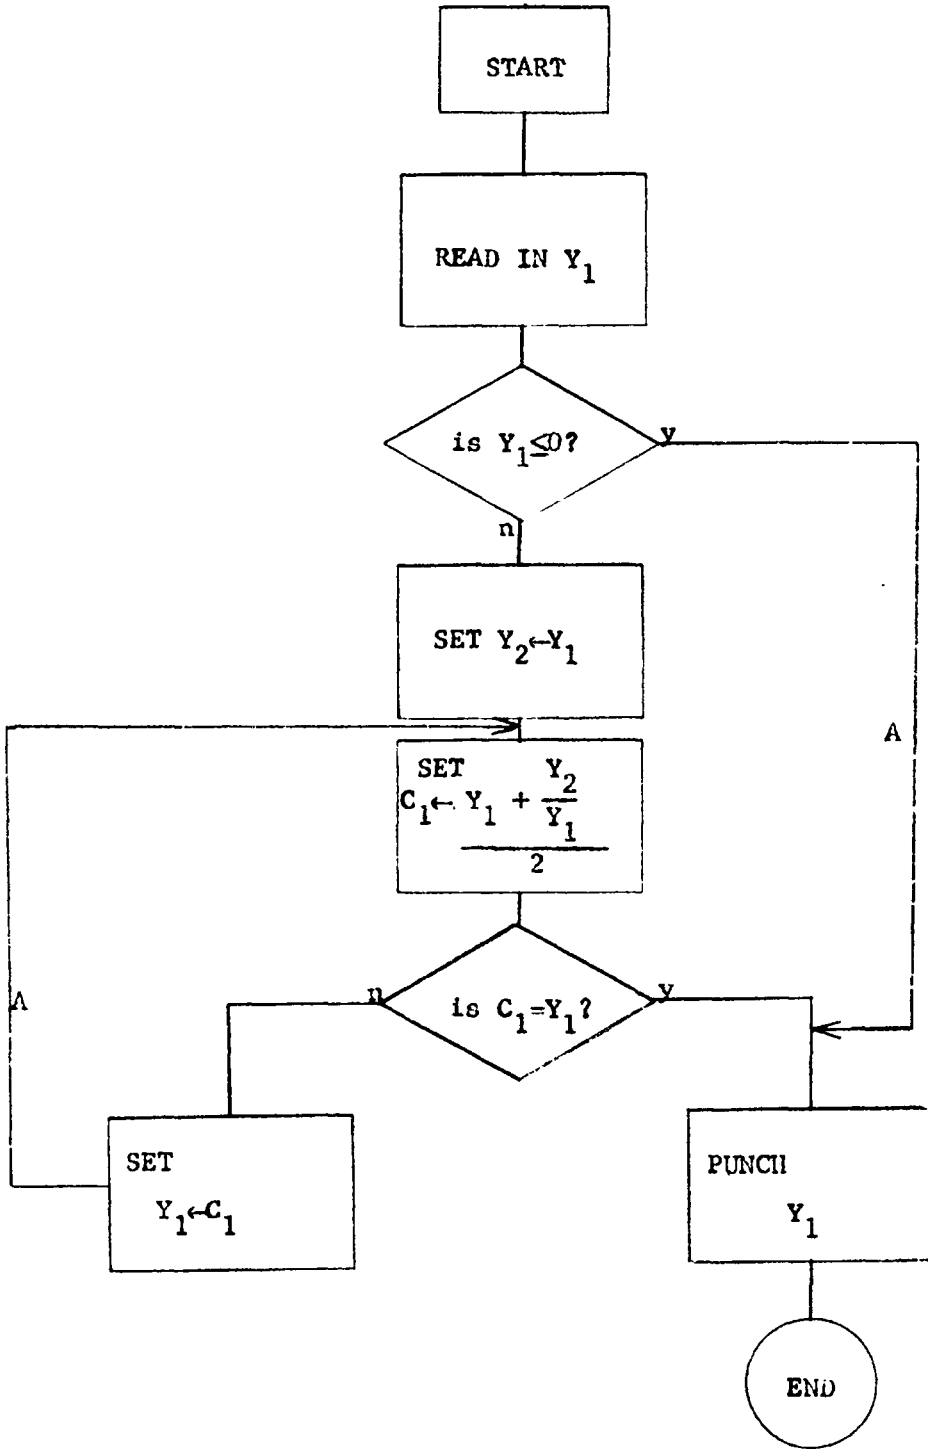 START
READ IN Y1
is Y1≤0?
y
n
SET Y2←Y1
A
SET
C1← Y1 + Y2/Y1
2
n
is C1=Y1?
y
A
SET
Y1←C1
PUNCH
Y1
END